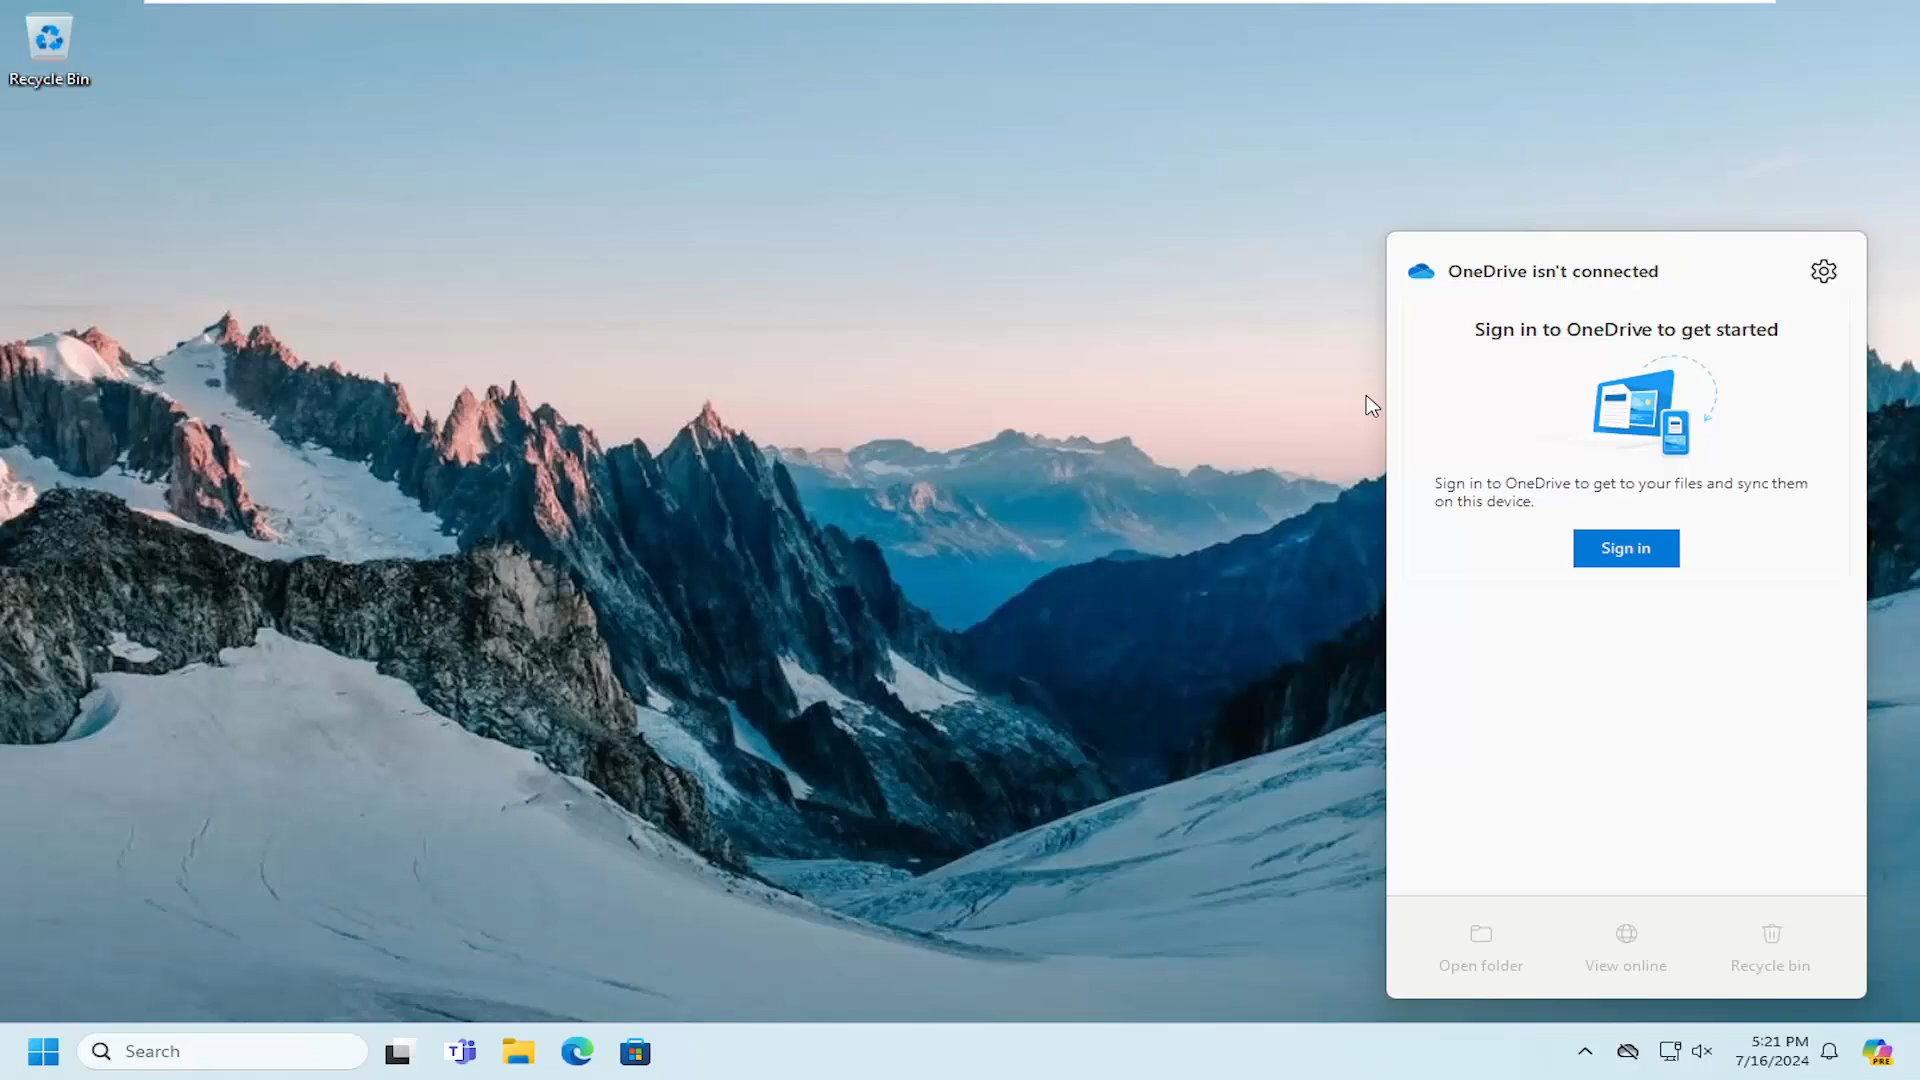 Recycle Bin
OneDrive isn't connected
Sign in to OneDrive to get started
Sign in to OneDrive to get to your files and sync them
on this device.
Sign in
Open folder
View online
Recycle bin
Search
T
5:21 PM
7/16/2024
PRE